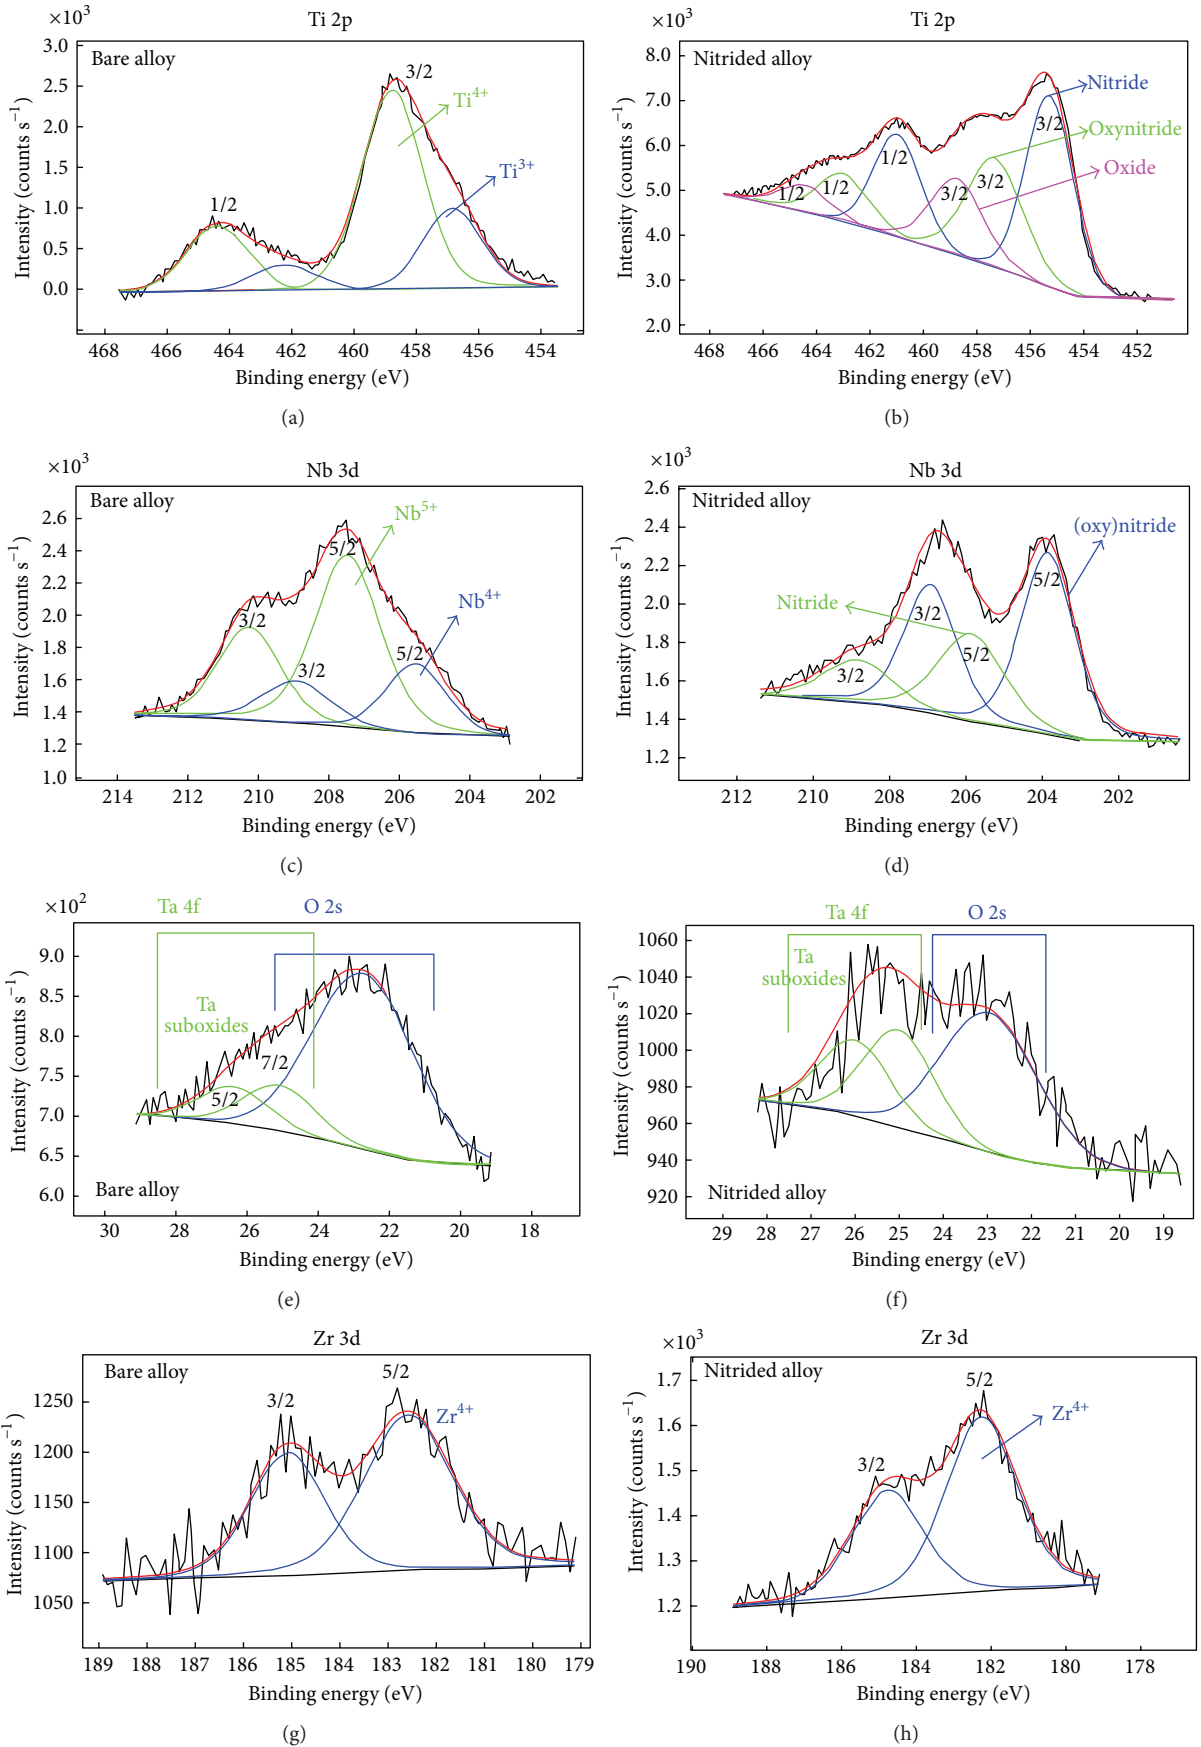 Ti 2p
×10³
Bare alloy
3/2
Ti⁴⁺
Ti³⁺
1/2
3.0
2.5
2.0
1.5
1.0
0.5
0.0
Intensity (counts s⁻¹)
468 466 464 462 460 458 456 454
Binding energy (eV)
(a)
Ti 2p
×10³
Nitrided alloy
Nitride
Oxynitride
Oxide
3/2
1/2
3/2
3/2
1/2
1/2
8.0
7.0
6.0
5.0
4.0
3.0
2.0
Intensity (counts s⁻¹)
468 466 464 462 460 458 456 454 452
Binding energy (eV)
(b)
Nb 3d
×10³
Bare alloy
Nb⁵⁺
5/2
Nb⁴⁺
3/2
5/2
3/2
2.6
2.4
2.2
2.0
1.8
1.6
1.4
1.2
1.0
Intensity (counts s⁻¹)
214 212 210 208 206 204 202
Binding energy (eV)
(c)
Nb 3d
×10³
Nitrided alloy
(oxy)nitride
5/2
Nitride
3/2
5/2
3/2
2.6
2.4
2.2
2.0
1.8
1.6
1.4
1.2
Intensity (counts s⁻¹)
212 210 208 206 204 202
Binding energy (eV)
(d)
×10²
Ta 4f
O 2s
Ta
suboxides
7/2
5/2
Bare alloy
9.0
8.5
8.0
7.5
7.0
6.5
6.0
Intensity (counts s⁻¹)
30 28 26 24 22 20 18
Binding energy (eV)
(e)
Ta 4f
O 2s
Ta
suboxides
Nitrided alloy
1060
1040
1020
1000
980
960
940
920
Intensity (counts s⁻¹)
29 28 27 26 25 24 23 22 21 20 19
Binding energy (eV)
(f)
Zr 3d
Bare alloy
5/2
3/2
Zr⁴⁺
1250
1200
1150
1100
1050
Intensity (counts s⁻¹)
189 188 187 186 185 184 183 182 181 180 179
Binding energy (eV)
(g)
Zr 3d
×10³
Nitrided alloy
5/2
Zr⁴⁺
3/2
1.7
1.6
1.5
1.4
1.3
1.2
Intensity (counts s⁻¹)
190 188 186 184 182 180 178
Binding energy (eV)
(h)